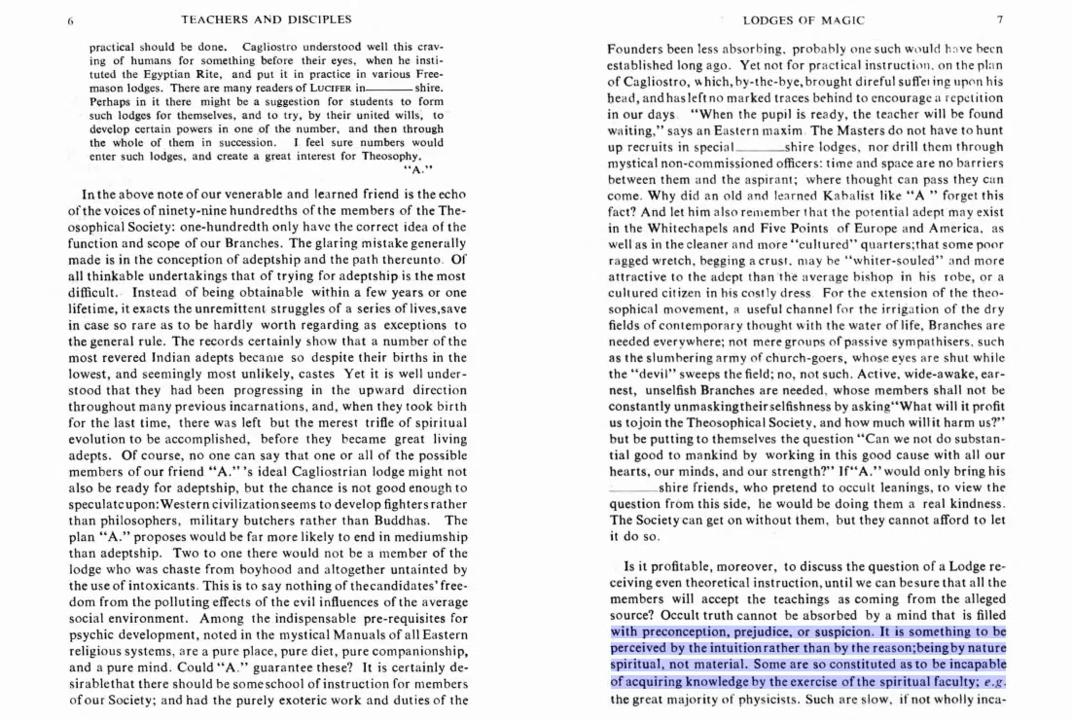 6
TEACHERS AND DISCIPLES
practical should be done. Cagliostro understood well this crav-
ing of humans for something before their eyes, when he insti-
tuted the Egyptian Rite, and put it in practice in various Free-
mason lodges. There are many readers of LUCIFER in______shire.
Perhaps in it there might be a suggestion for students to form
such lodges for themselves, and to try, by their united wills, to
develop certain powers in one of the number, and then through
the whole of them in succession. I feel sure numbers would
enter such lodges, and create a great interest for Theosophy.
"A."
In the above note of our venerable and learned friend is the echo
of the voices of ninety-nine hundredths of the members of the The-
osophical Society: one-hundredth only have the correct idea of the
function and scope of our Branches. The glaring mistake generally
made is in the conception of adeptship and the path thereunto. Of
all thinkable undertakings that of trying for adeptship is the most
difficult. Instead of being obtainable within a few years or one
lifetime, it exacts the unremittent struggles of a series of lives, save
in case so rare as to be hardly worth regarding as exceptions to
the general rule. The records certainly show that a number of the
most revered Indian adepts became so despite their births in the
lowest, and seemingly most unlikely, castes Yet it is well under-
stood that they had been progressing in the upward direction
throughout many previous incarnations, and, when they took birth
for the last time, there was left but the merest trifle of spiritual
evolution to be accomplished, before they became great living
adepts. Of course, no one can say that one or all of the possible
members of our friend "A." 's ideal Cagliostrian lodge might not
also be ready for adeptship, but the chance is not good enough to
speculate upon: Western civilization seems to develop fighters rather
than philosophers, military butchers rather than Buddhas. The
plan "A." proposes would be far more likely to end in mediumship
than adeptship. Two to one there would not be a member of the
lodge who was chaste from boyhood and altogether untainted by
the use of intoxicants. This is to say nothing of the candidates' free-
dom from the polluting effects of the evil influences of the average
social environment. Among the indispensable pre-requisites for
psychic development, noted in the mystical Manuals of all Eastern
religious systems, are a pure place, pure diet, pure companionship,
and a pure mind. Could "A." guarantee these? It is certainly de-
sirable that there should be some school of instruction for members
of our Society; and had the purely exoteric work and duties of the
LODGES OF MAGIC
7
Founders been less absorbing, probably one such would have been
established long ago. Yet not for practical instruction, on the plan
of Cagliostro, which, by-the-bye, brought direful suffering upon his
head, and has left no marked traces behind to encourage a repetition
in our days "When the pupil is ready, the teacher will be found
waiting," says an Eastern maxim The Masters do not have to hunt
up recruits in special______shire lodges, nor drill them through
mystical non-commissioned officers: time and space are no barriers
between them and the aspirant; where thought can pass they can
come. Why did an old and learned Kabalist like "A " forget this
fact? And let him also remember that the potential adept may exist
in the Whitechapels and Five Points of Europe and America, as
well as in the cleaner and more "cultured" quarters; that some poor
ragged wretch, begging a crust, may be "whiter-souled" and more
attractive to the adept than the average bishop in his robe, or a
cultured citizen in his costly dress For the extension of the theo-
sophical movement, a useful channel for the irrigation of the dry
fields of contemporary thought with the water of life, Branches are
needed everywhere; not mere groups of passive sympathisers, such
as the slumbering army of church-goers, whose eyes are shut while
the "devil" sweeps the field; no, not such. Active, wide-awake, ear-
nest, unselfish Branches are needed, whose members shall not be
constantly unmasking their selfishness by asking "What will it profit
us to join the Theosophical Society, and how much will it harm us?"
but be putting to themselves the question "Can we not do substan-
tial good to mankind by working in this good cause with all our
hearts, our minds, and our strength?" If "A." would only bring his
______shire friends, who pretend to occult leanings, to view the
question from this side, he would be doing them a real kindness.
The Society can get on without them, but they cannot afford to let
it do so.
Is it profitable, moreover, to discuss the question of a Lodge re-
ceiving even theoretical instruction, until we can be sure that all the
members will accept the teachings as coming from the alleged
source? Occult truth cannot be absorbed by a mind that is filled
with preconception, prejudice, or suspicion. It is something to be
perceived by the intuition rather than by the reason; being by nature
spiritual, not material. Some are so constituted as to be incapable
of acquiring knowledge by the exercise of the spiritual faculty; e.g.
the great majority of physicists. Such are slow, if not wholly inca-